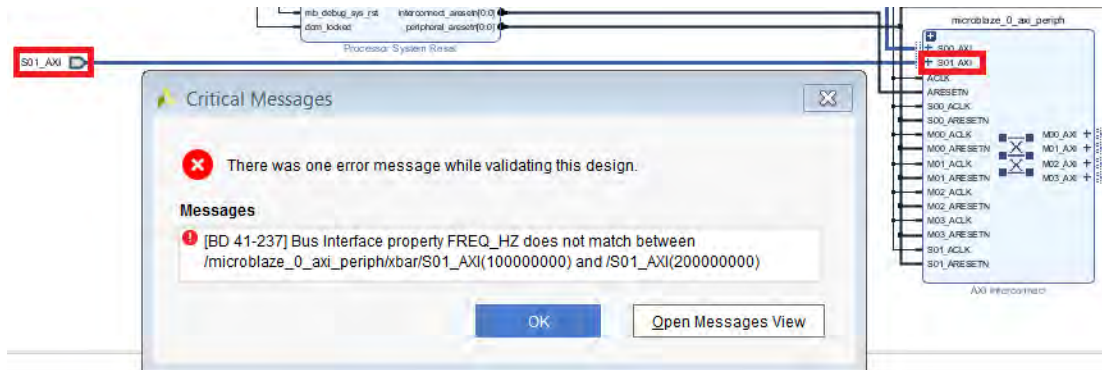 mb_debug_sys_rst interconnect_aresetn[0:0]
dcm_locked peripheral_aresetn[0:0]
Processor System Reset
microblaze_0_axi_periph
S00_AXI
S01_AXI
S01_AXI
ACLK
ARESETN
S00_ACLK
S00_ARESETN
M00_ACLK M00_AXI
M00_ARESETN M01_AXI
M01_ACLK M02_AXI
M01_ARESETN M03_AXI
M02_ACLK
M02_ARESETN
M03_ACLK
M03_ARESETN
S01_ACLK
S01_ARESETN
AXI Interconnect
Critical Messages
There was one error message while validating this design.
Messages
[BD 41-237] Bus Interface property FREQ_HZ does not match between
/microblaze_0_axi_periph/xbar/S01_AXI(100000000) and /S01_AXI(200000000)
OK Open Messages View